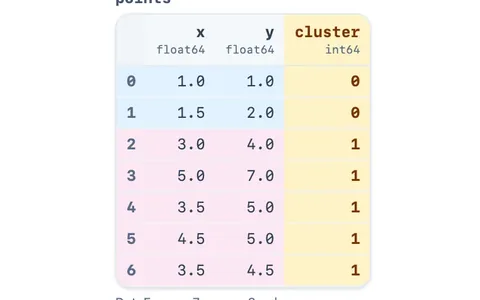 points
x y cluster
float64 float64 int64
0 1.0 1.0 0
1 1.5 2.0 0
2 3.0 4.0 1
3 5.0 7.0 1
4 3.5 5.0 1
5 4.5 5.0 1
6 3.5 4.5 1